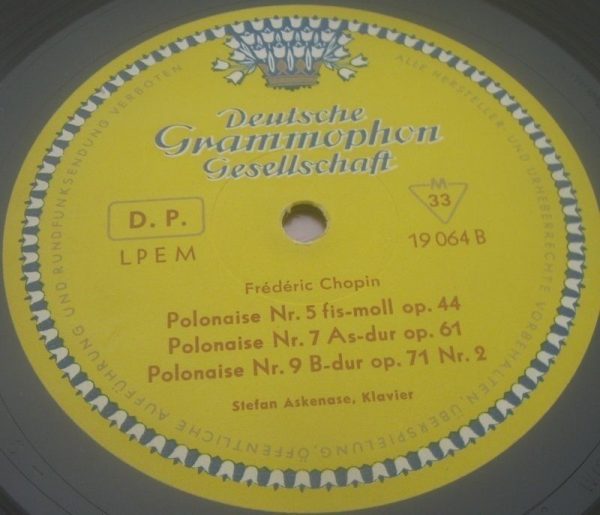 Deutsche
Grammophon
Gesellschaft
D. P.
LPEM
M
33
19 064 B
Frédéric Chopin
Polonaise Nr. 5 fis-moll op. 44
Polonaise Nr. 7 As-dur op. 61
Polonaise Nr. 9 B-dur op. 71 Nr. 2
Stefan Askenase, Klavier
ALLE HERSTELLER- UND URHEBERRECHTE VORBEHALTEN, ÜBERSPIELUNG, ÖFFENTLICHE AUFFÜHRUNG UND RUNDFUNKSENDUNG VERBOTEN